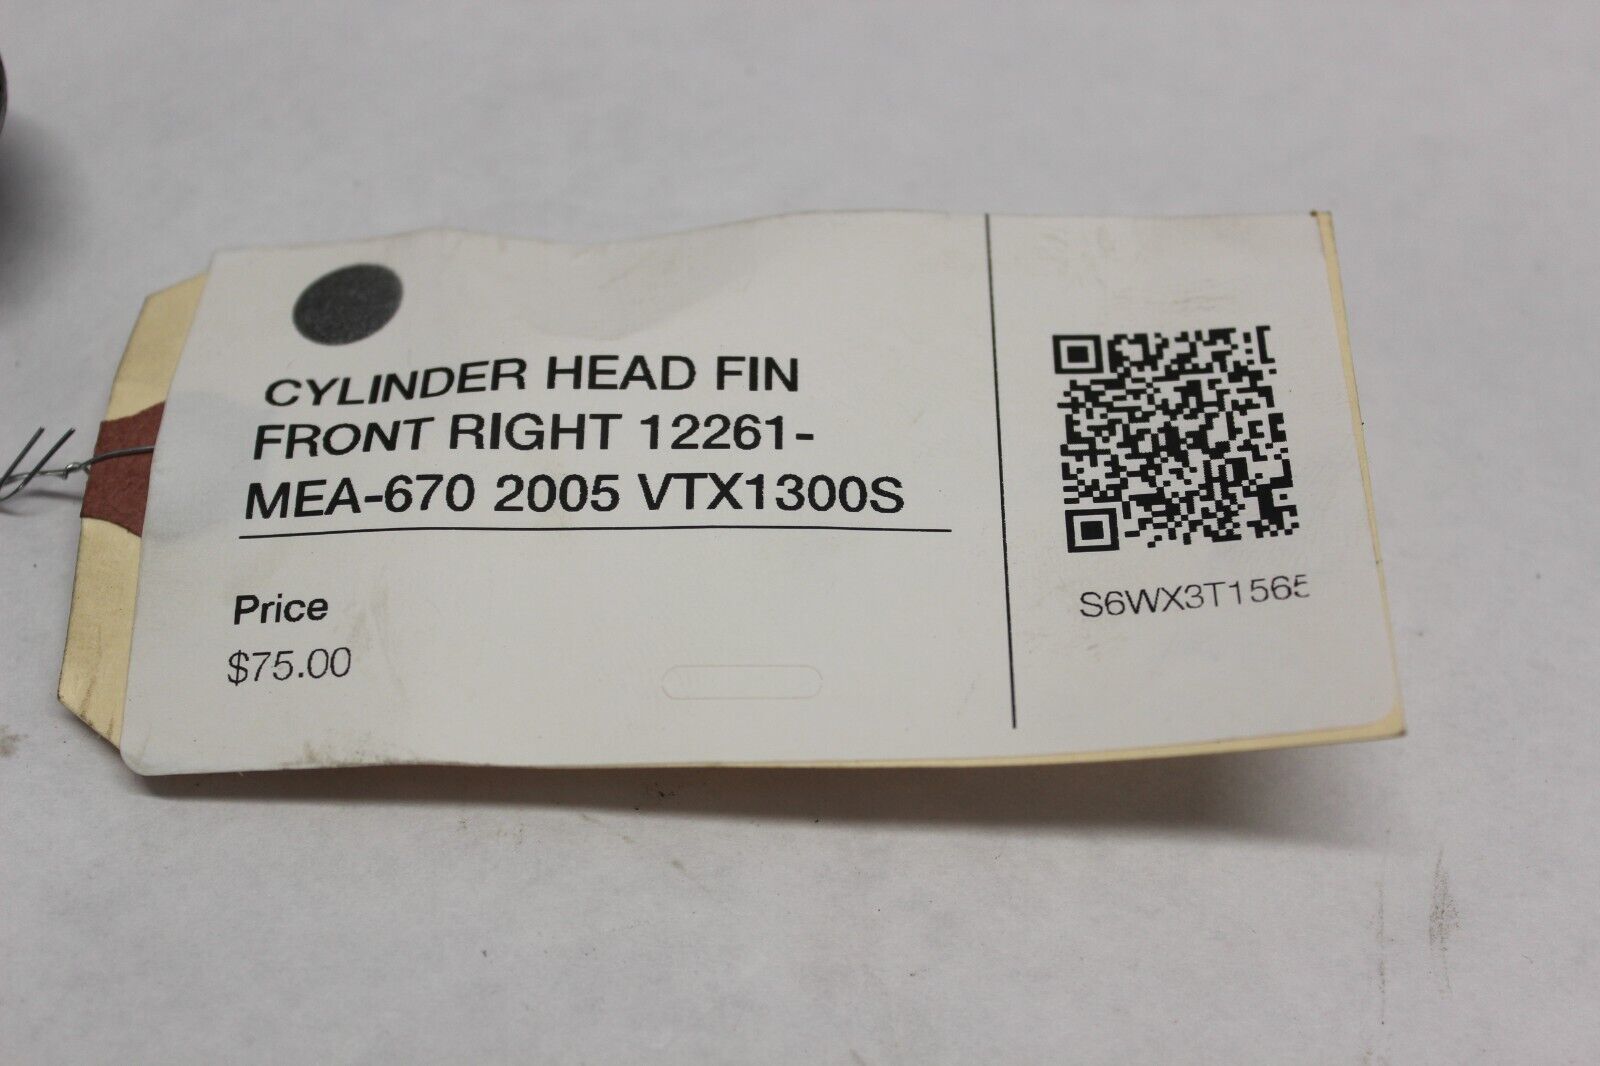 CYLINDER HEAD FIN
FRONT RIGHT 12261-
MEA-670 2005 VTX1300S
Price
$75.00
S6WX3T1565